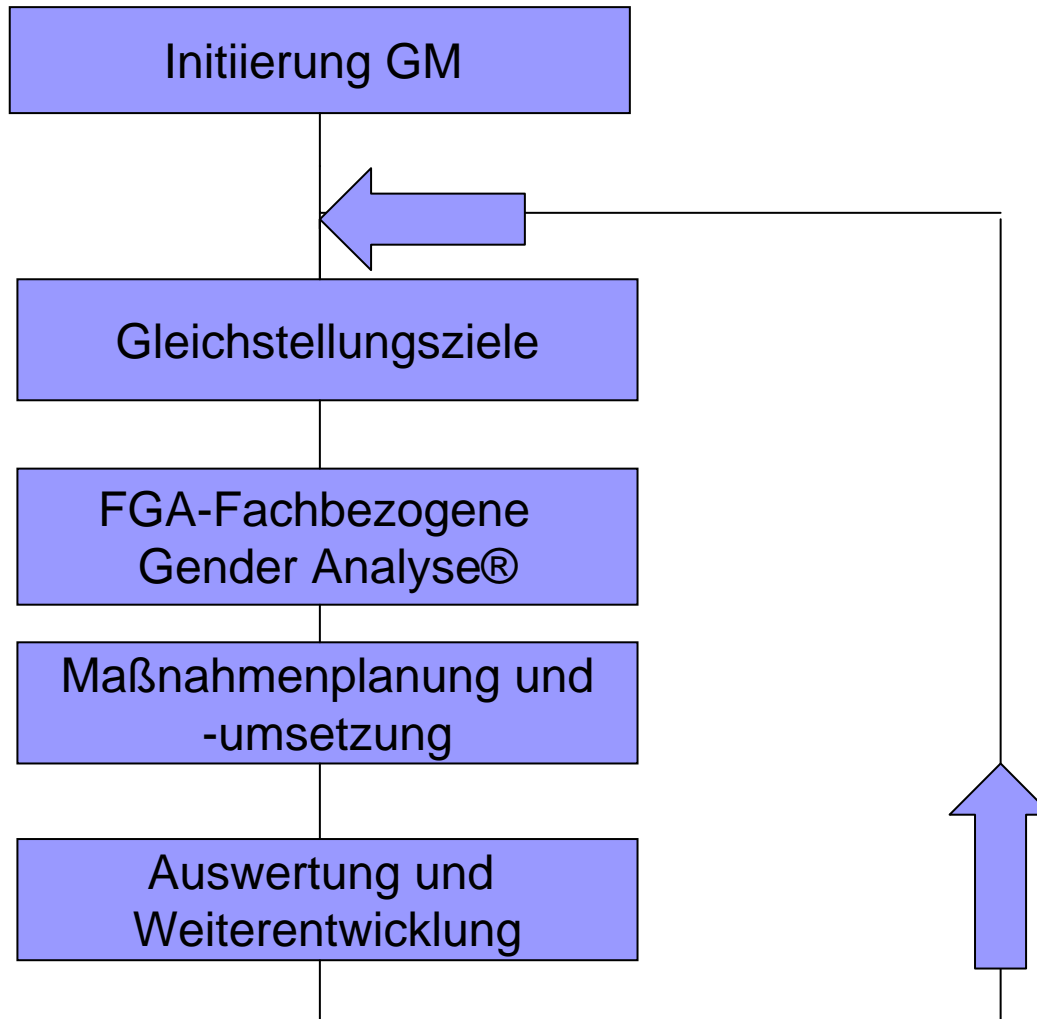 Initiierung GM
Gleichstellungsziele
FGA-Fachbezogene
Gender Analyse®
Maßnahmenplanung und
-umsetzung
Auswertung und
Weiterentwicklung